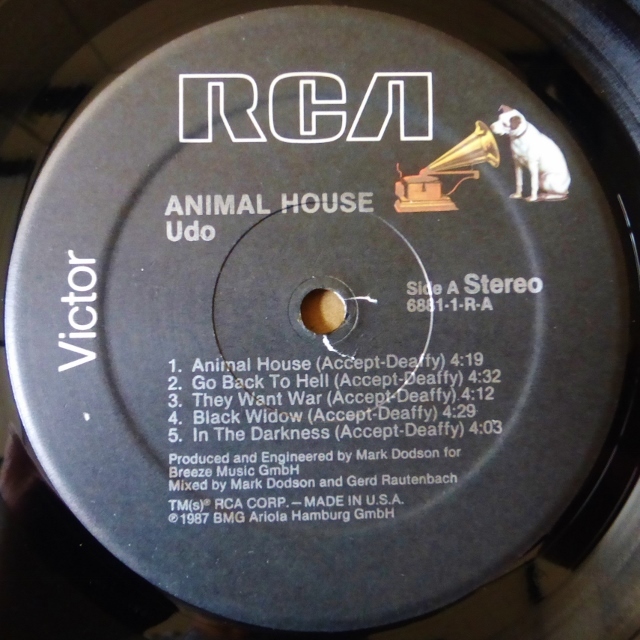 RCA
ANIMAL HOUSE
Udo
Victor
Side A Stereo
6881-1-R-A
1. Animal House (Accept-Deaffy) 4:19
2. Go Back To Hell (Accept-Deaffy) 4:32
3. They Want War (Accept-Deaffy) 4:12
4. Black Widow (Accept-Deaffy) 4:29
5. In The Darkness (Accept-Deaffy) 4:03
Produced and Engineered by Mark Dodson for
Breeze Music GmbH
Mixed by Mark Dodson and Gerd Rautenbach
TM(s)® RCA CORP. — MADE IN U.S.A.
℗1987 BMG Ariola Hamburg GmbH